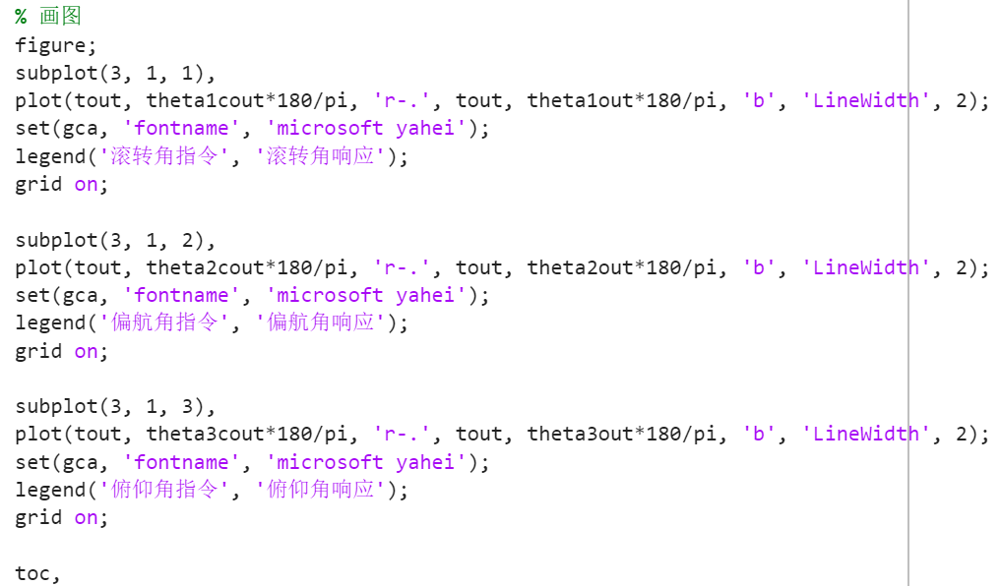 % 画图
figure;
subplot(3, 1, 1),
plot(tout, theta1cout*180/pi, 'r-.', tout, theta1out*180/pi, 'b', 'LineWidth', 2);
set(gca, 'fontname', 'microsoft yahei');
legend('滚转角指令', '滚转角响应');
grid on;

subplot(3, 1, 2),
plot(tout, theta2cout*180/pi, 'r-.', tout, theta2out*180/pi, 'b', 'LineWidth', 2);
set(gca, 'fontname', 'microsoft yahei');
legend('偏航角指令', '偏航角响应');
grid on;

subplot(3, 1, 3),
plot(tout, theta3cout*180/pi, 'r-.', tout, theta3out*180/pi, 'b', 'LineWidth', 2);
set(gca, 'fontname', 'microsoft yahei');
legend('俯仰角指令', '俯仰角响应');
grid on;

toc,